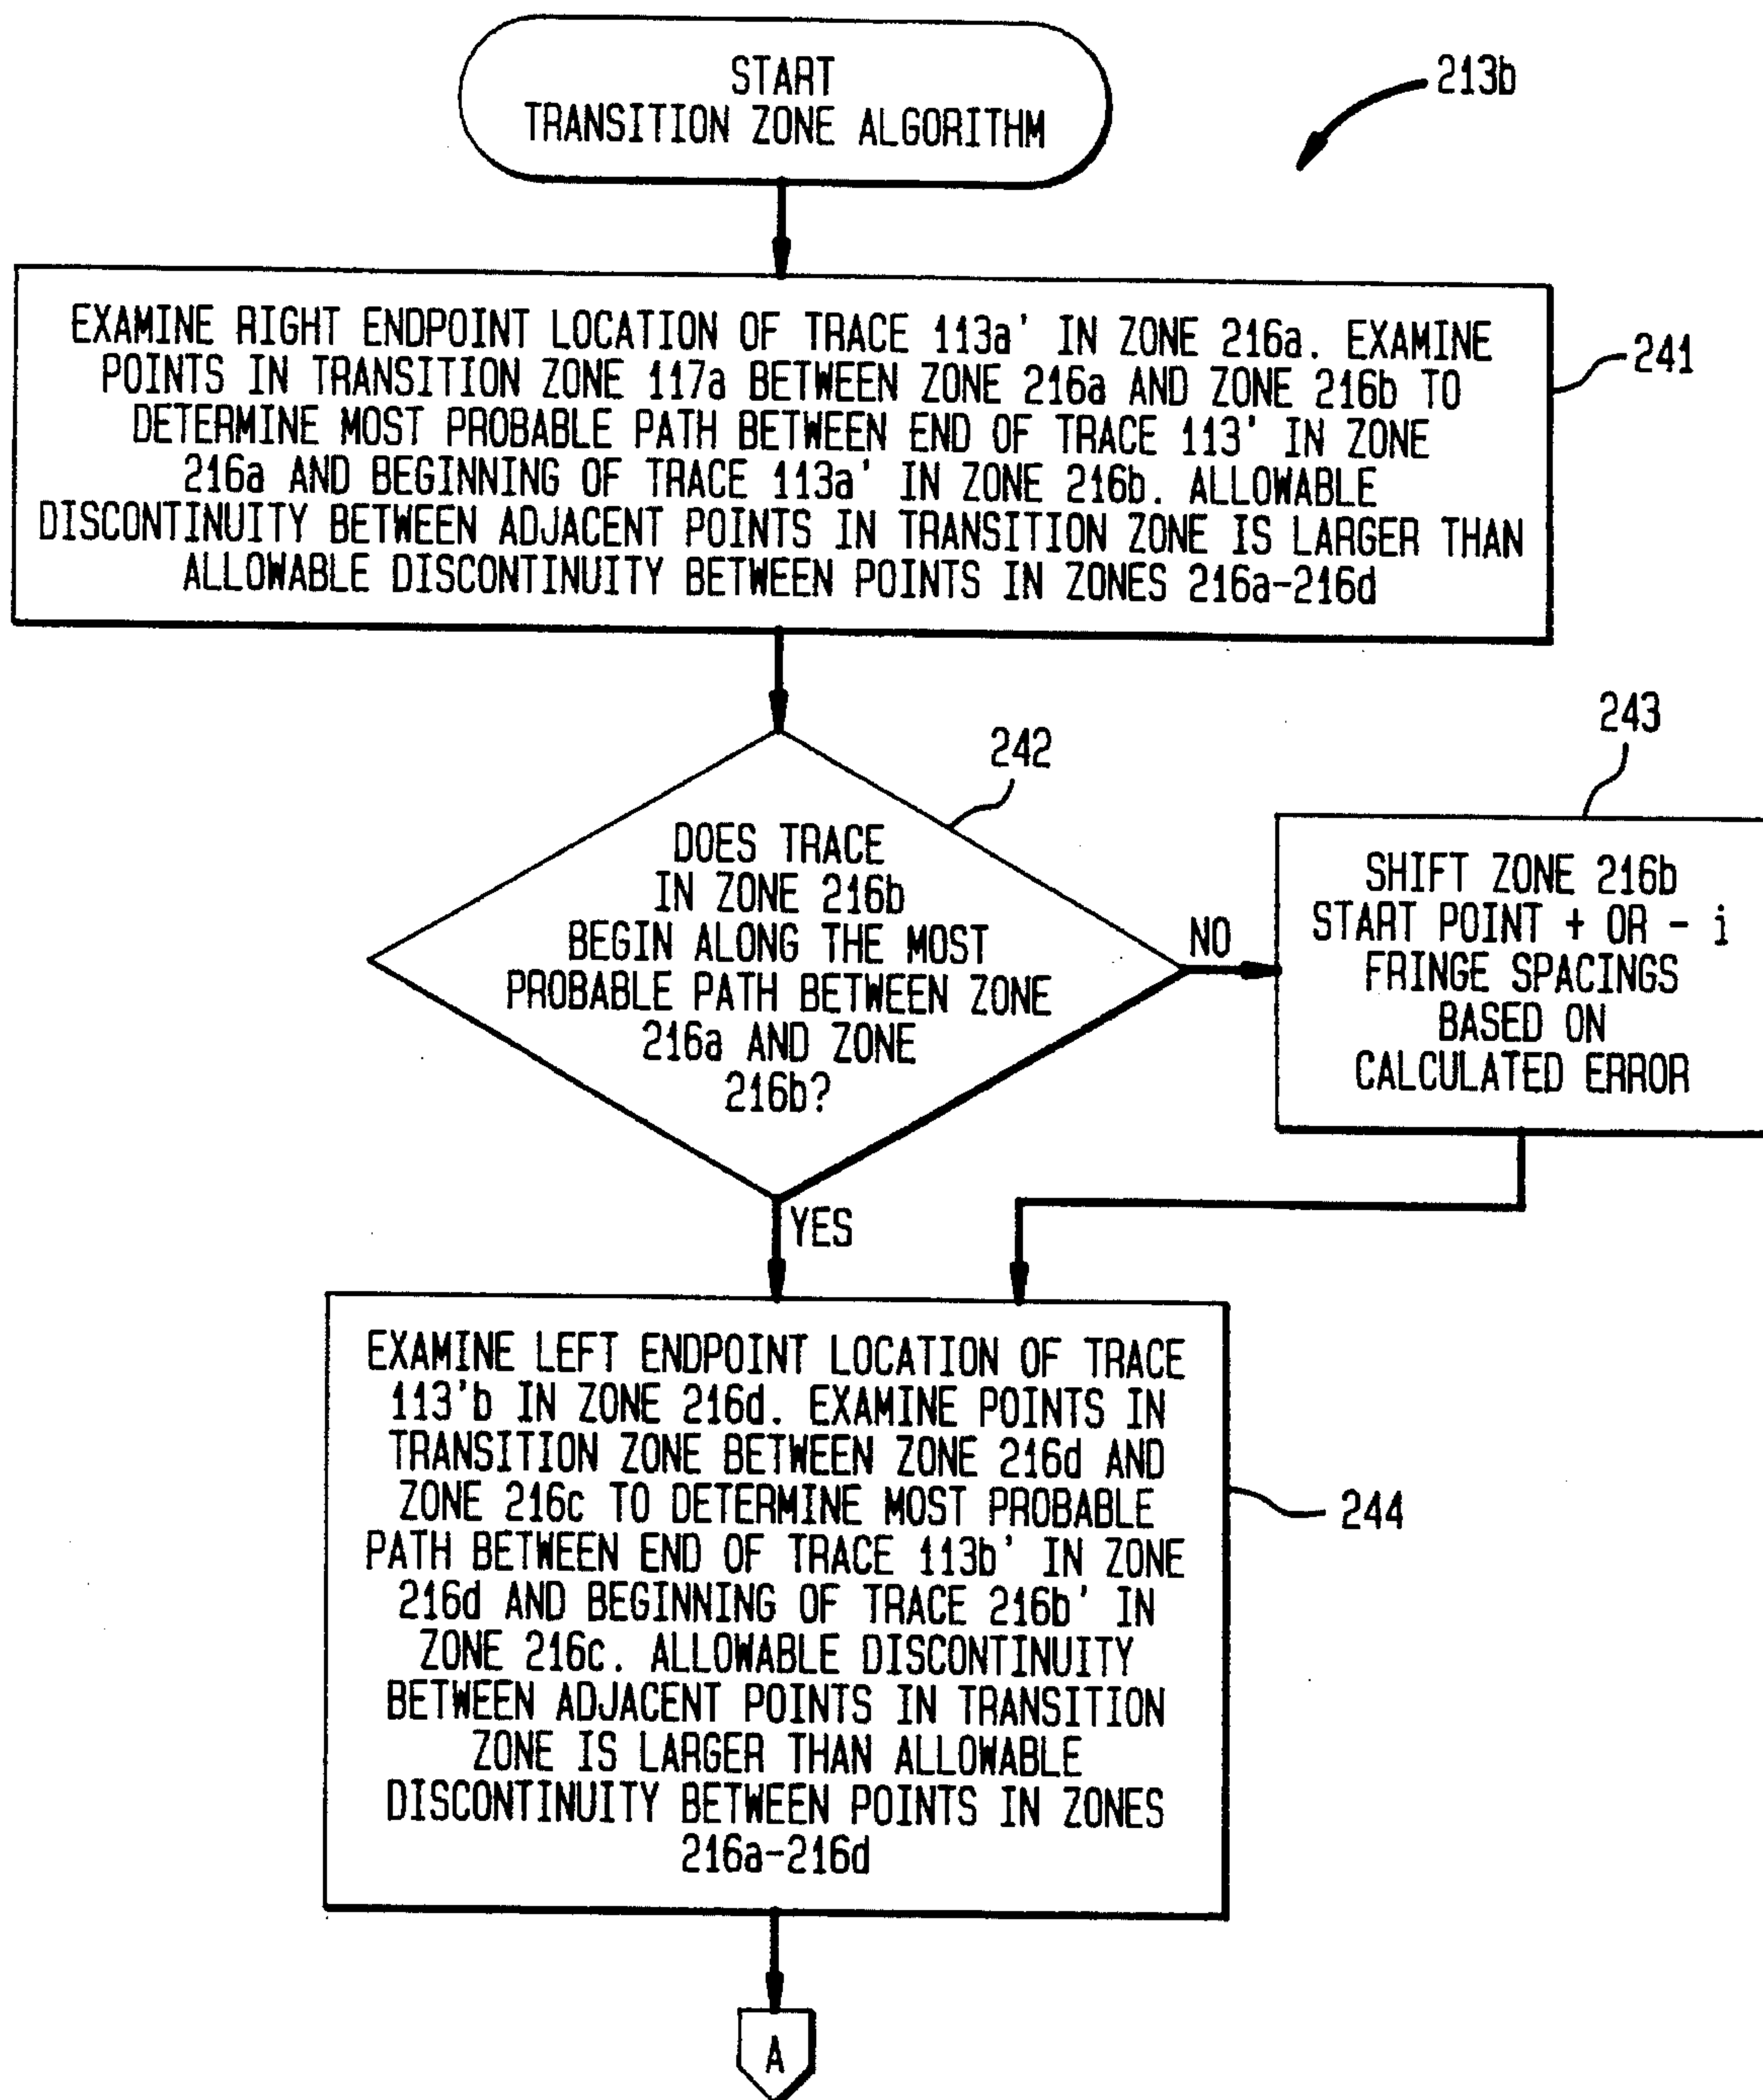 START
TRANSITION ZONE ALGORITHM
213b
EXAMINE RIGHT ENDPOINT LOCATION OF TRACE 113a' IN ZONE 216a. EXAMINE
POINTS IN TRANSITION ZONE 117a BETWEEN ZONE 216a AND ZONE 216b TO
DETERMINE MOST PROBABLE PATH BETWEEN END OF TRACE 113' IN ZONE
216a AND BEGINNING OF TRACE 113a' IN ZONE 216b. ALLOWABLE
DISCONTINUITY BETWEEN ADJACENT POINTS IN TRANSITION ZONE IS LARGER THAN
ALLOWABLE DISCONTINUITY BETWEEN POINTS IN ZONES 216a-216d
241
242
DOES TRACE
IN ZONE 216b
BEGIN ALONG THE MOST
PROBABLE PATH BETWEEN ZONE
216a AND ZONE
216b?
NO
243
SHIFT ZONE 216b
START POINT + OR - i
FRINGE SPACINGS
BASED ON
CALCULATED ERROR
YES
EXAMINE LEFT ENDPOINT LOCATION OF TRACE
113'b IN ZONE 216d. EXAMINE POINTS IN
TRANSITION ZONE BETWEEN ZONE 216d AND
ZONE 216c TO DETERMINE MOST PROBABLE
PATH BETWEEN END OF TRACE 113b' IN ZONE
216d AND BEGINNING OF TRACE 216b' IN
ZONE 216c. ALLOWABLE DISCONTINUITY
BETWEEN ADJACENT POINTS IN TRANSITION
ZONE IS LARGER THAN ALLOWABLE
DISCONTINUITY BETWEEN POINTS IN ZONES
216a-216d
244
A